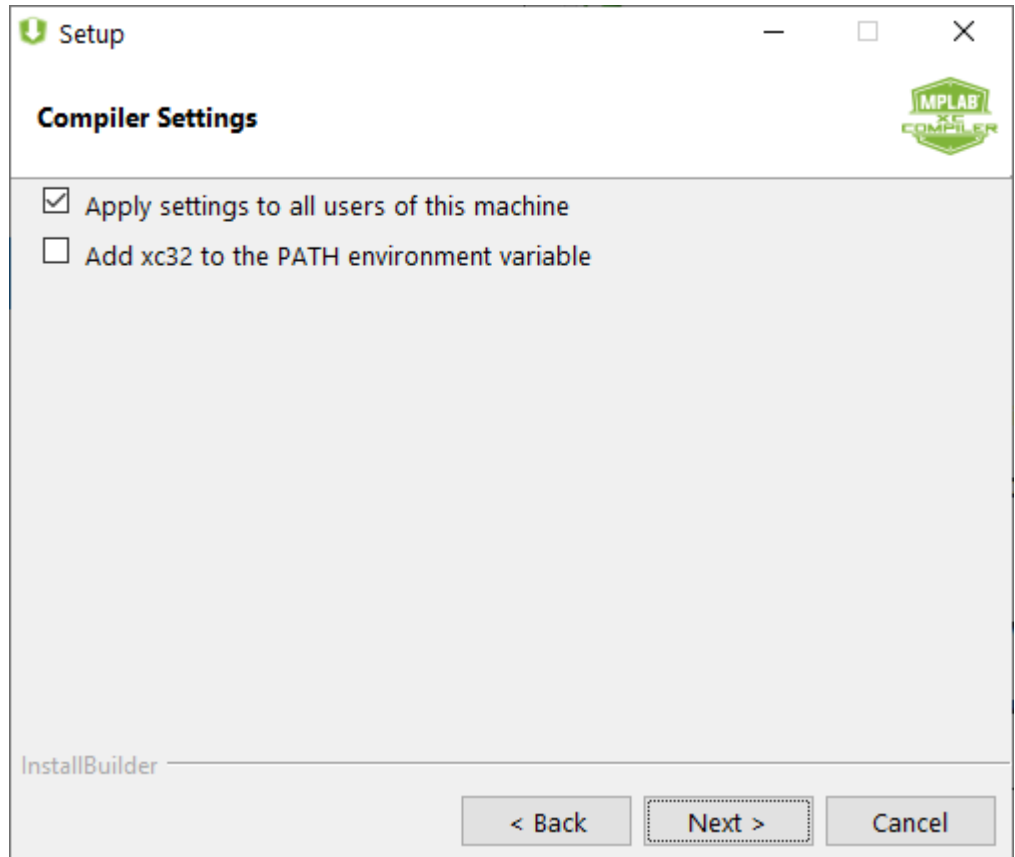 Setup
Compiler Settings
MPLAB
XC
COMPILER
Apply settings to all users of this machine
Add xc32 to the PATH environment variable
InstallBuilder
< Back
Next >
Cancel